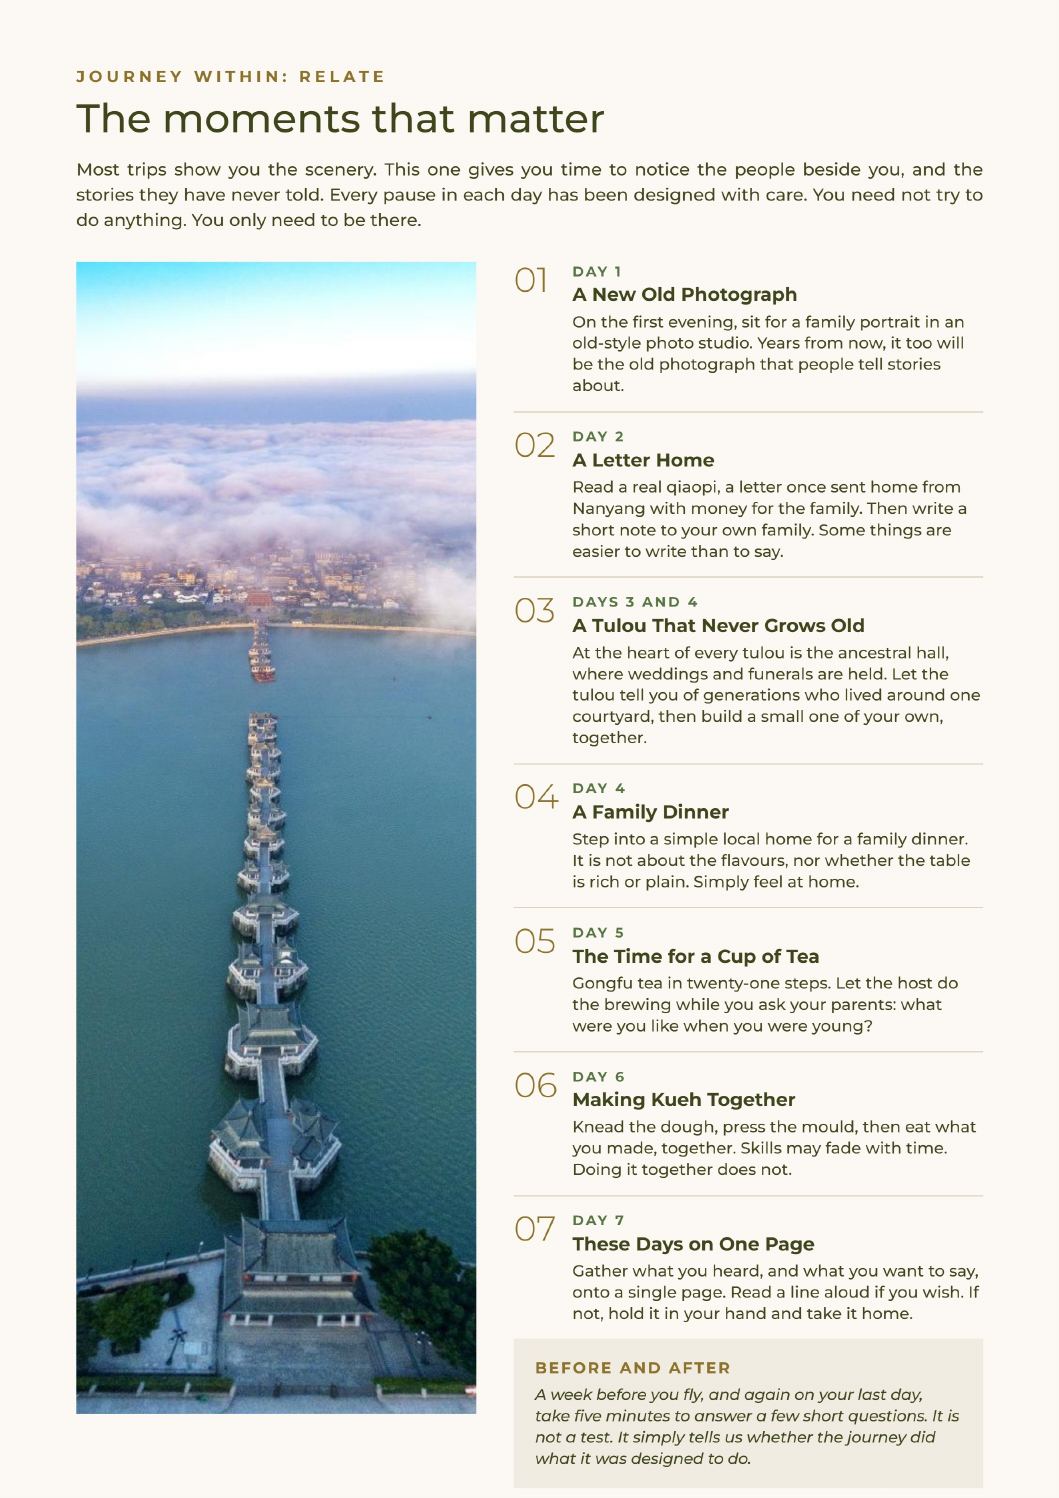 JOURNEY WITHIN: RELATE
The moments that matter
Most trips show you the scenery. This one gives you time to notice the people beside you, and the
stories they have never told. Every pause in each day has been designed with care. You need not try to
do anything. You only need to be there.
01
DAY 1
A New Old Photograph
On the first evening, sit for a family portrait in an
old-style photo studio. Years from now, it too will
be the old photograph that people tell stories
about.
02
DAY 2
A Letter Home
Read a real qiaopi, a letter once sent home from
Nanyang with money for the family. Then write a
short note to your own family. Some things are
easier to write than to say.
03
DAYS 3 AND 4
A Tulou That Never Grows Old
At the heart of every tulou is the ancestral hall,
where weddings and funerals are held. Let the
tulou tell you of generations who lived around one
courtyard, then build a small one of your own,
together.
04
DAY 4
A Family Dinner
Step into a simple local home for a family dinner.
It is not about the flavours, nor whether the table
is rich or plain. Simply feel at home.
05
DAY 5
The Time for a Cup of Tea
Gongfu tea in twenty-one steps. Let the host do
the brewing while you ask your parents: what
were you like when you were young?
06
DAY 6
Making Kueh Together
Knead the dough, press the mould, then eat what
you made, together. Skills may fade with time.
Doing it together does not.
07
DAY 7
These Days on One Page
Gather what you heard, and what you want to say,
onto a single page. Read a line aloud if you wish. If
not, hold it in your hand and take it home.
BEFORE AND AFTER
A week before you fly, and again on your last day,
take five minutes to answer a few short questions. It is
not a test. It simply tells us whether the journey did
what it was designed to do.